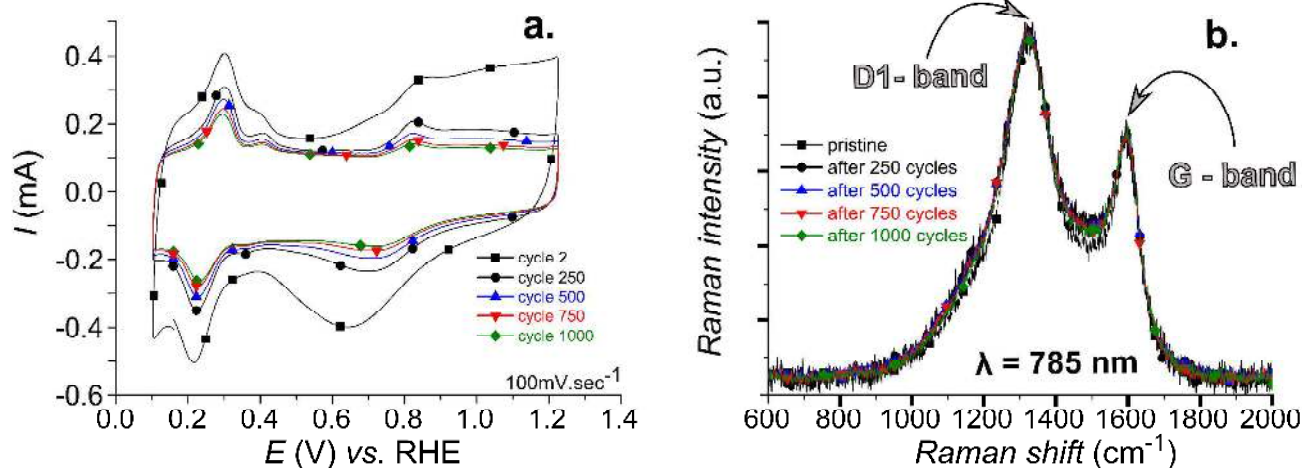 a.
I (mA)
0.4
0.2
0.0
-0.2
-0.4
-0.6
cycle 2
cycle 250
cycle 500
cycle 750
cycle 1000
100mV.sec⁻¹
0.0 0.2 0.4 0.6 0.8 1.0 1.2 1.4
E (V) vs. RHE
b.
Raman intensity (a.u.)
D1- band
G - band
pristine
after 250 cycles
after 500 cycles
after 750 cycles
after 1000 cycles
λ = 785 nm
600 800 1000 1200 1400 1600 1800 2000
Raman shift (cm⁻¹)